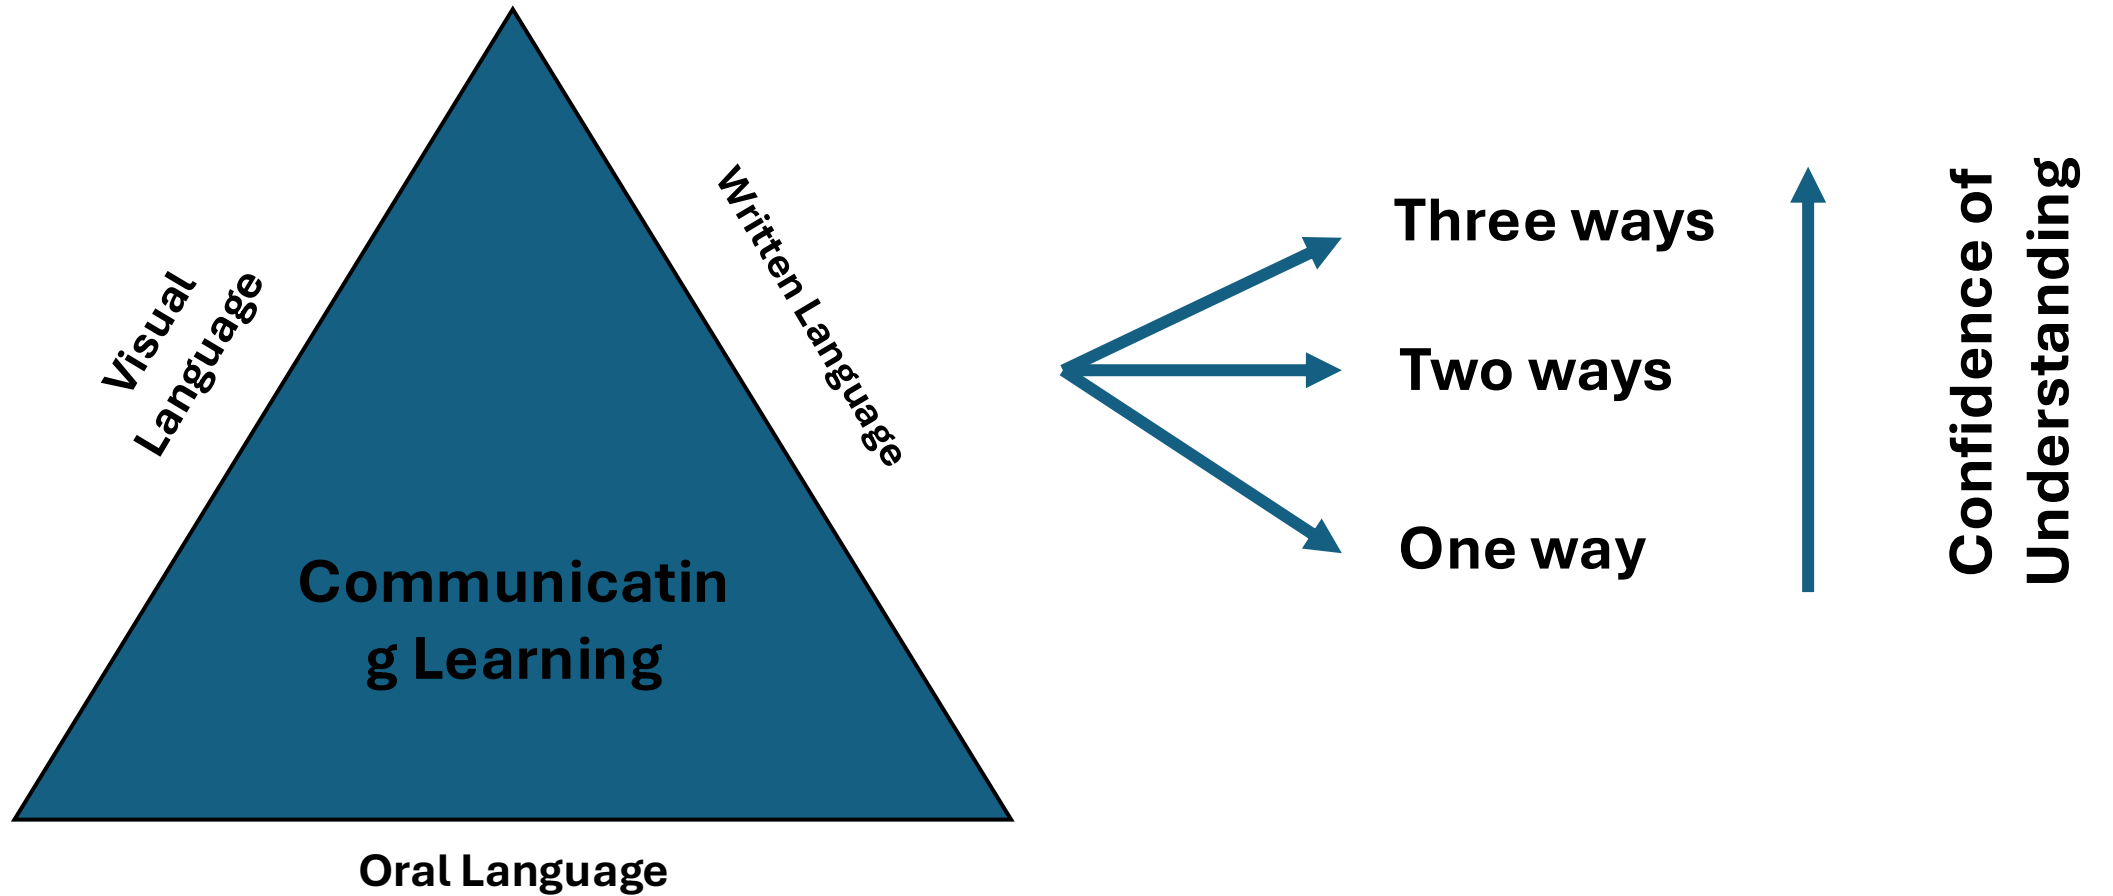 Visual
Language
Written Language
Communicatin
g Learning
Oral Language
Three ways
Two ways
One way
Confidence of
Understanding